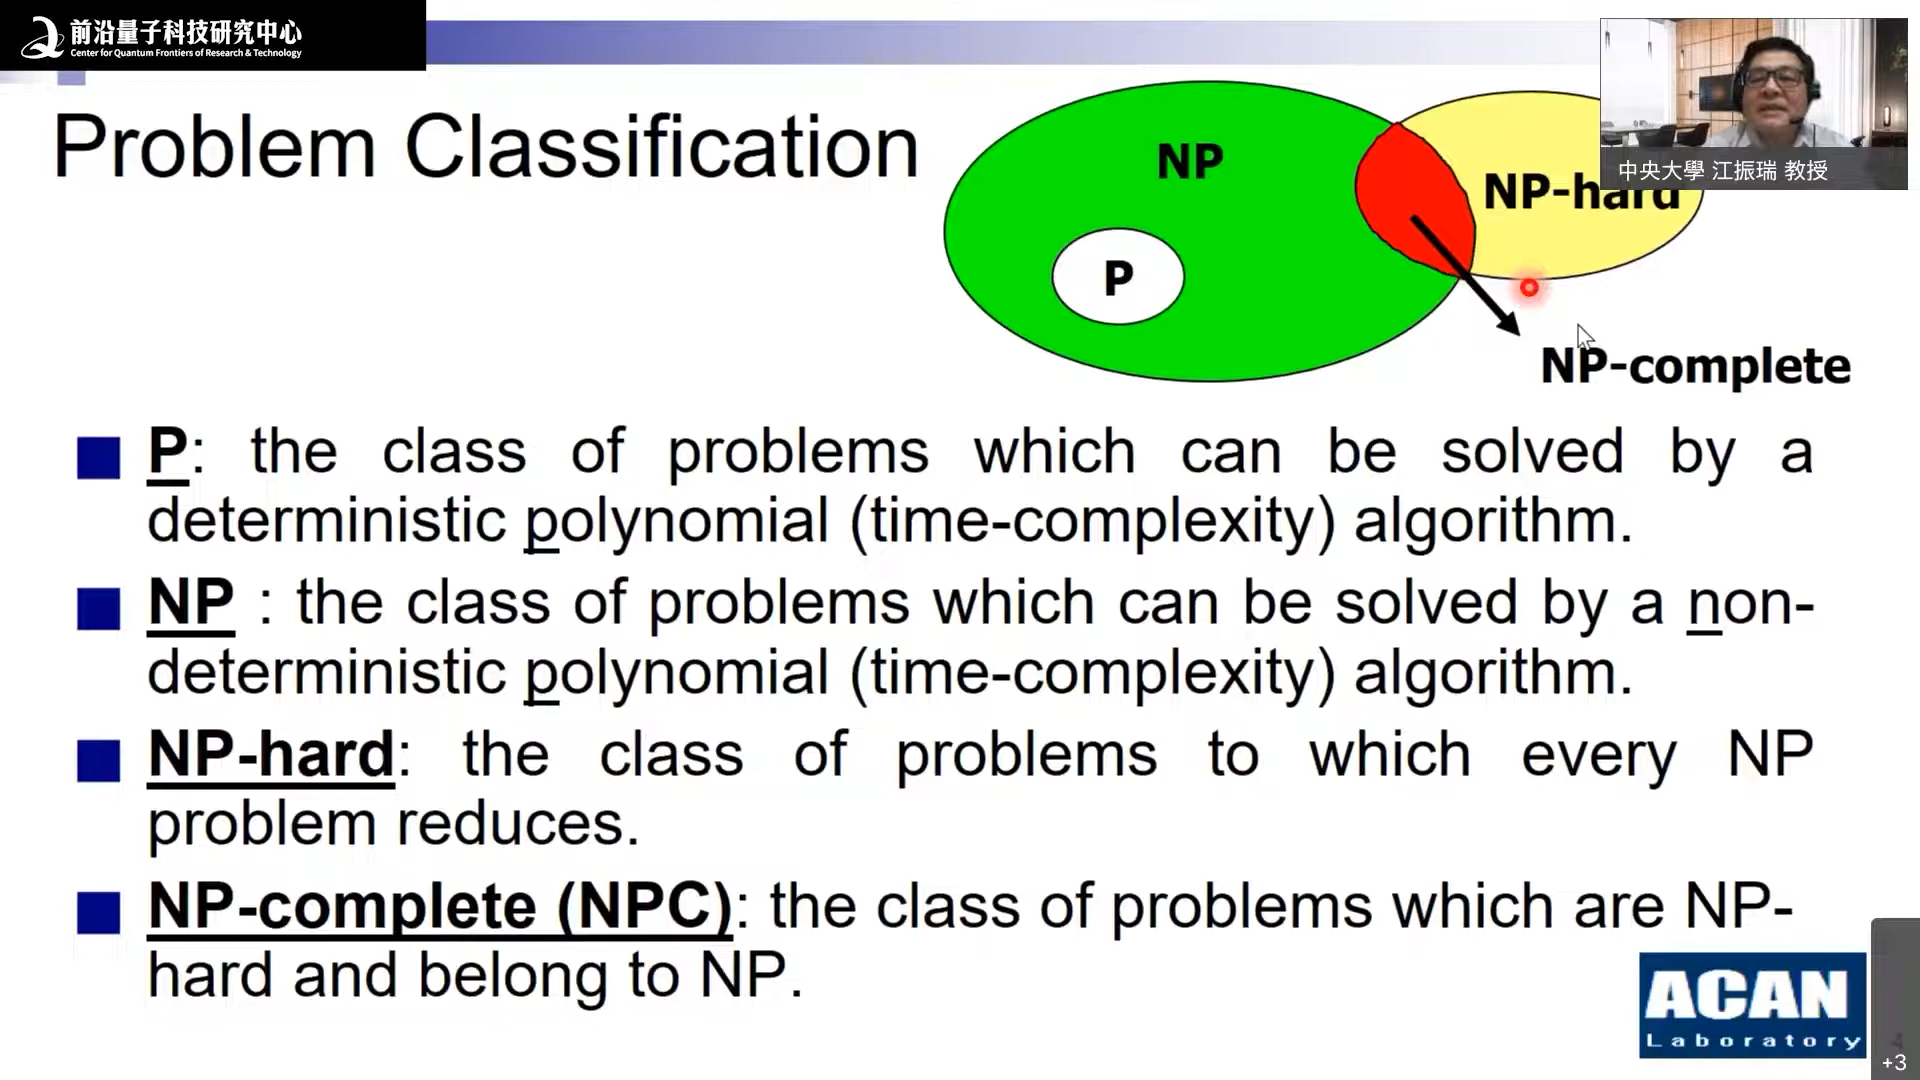 前沿量子科技研究中心
Center for Quantum Frontiers of Research & Technology
Problem Classification
NP
P
NP-hard
NP-complete
中央大學 江振瑞 教授
P: the class of problems which can be solved by a
deterministic polynomial (time-complexity) algorithm.
NP : the class of problems which can be solved by a non-
deterministic polynomial (time-complexity) algorithm.
NP-hard: the class of problems to which every NP
problem reduces.
NP-complete (NPC): the class of problems which are NP-
hard and belong to NP.
ACAN
Laboratory
4
+3